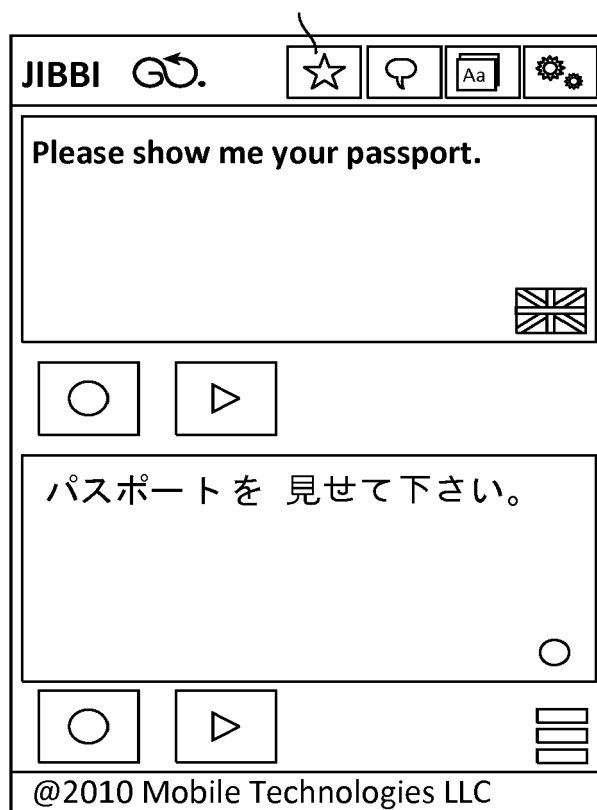 JIBBI GO.
Aa
Please show me your passport.
パスポートを 見せて下さい。
@2010 Mobile Technologies LLC